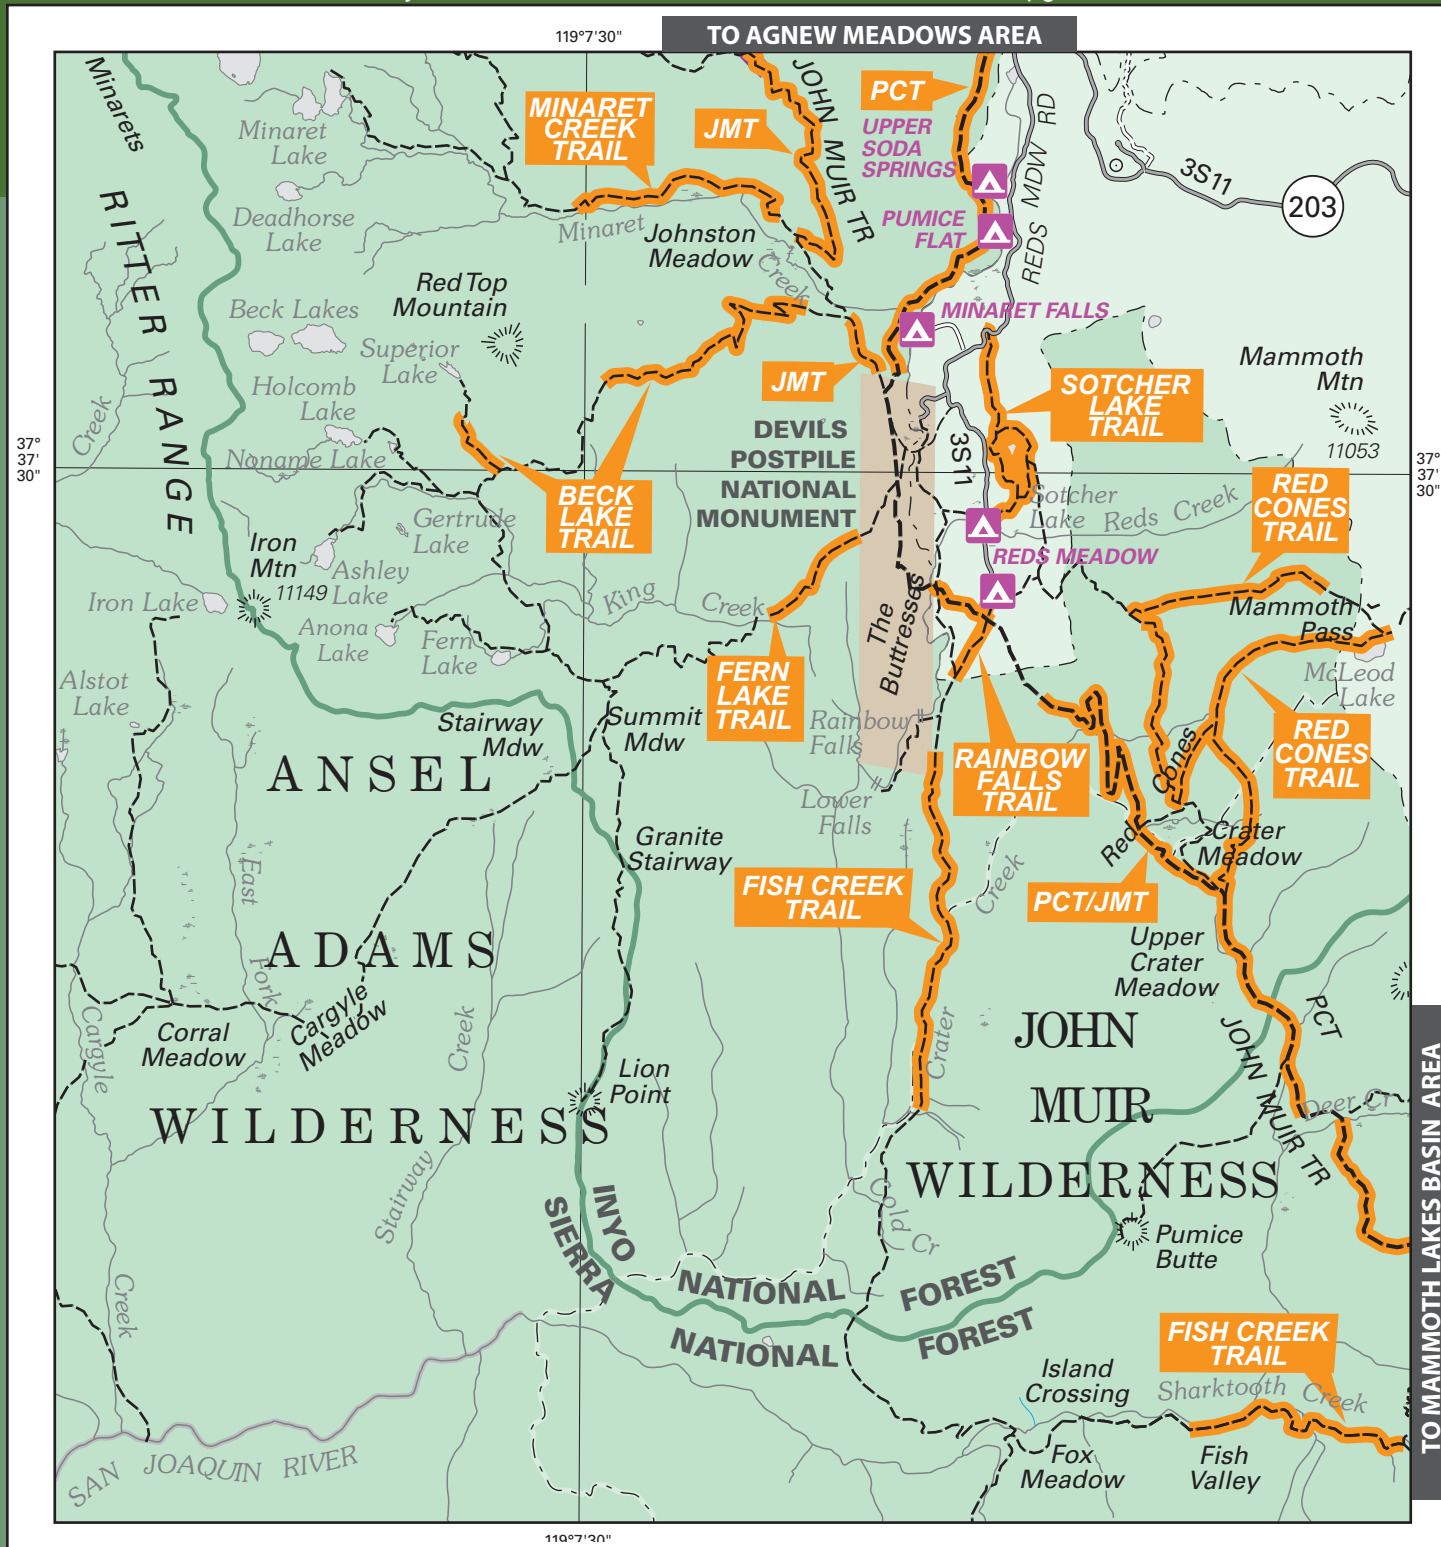 119°7'30"
TO AGNEW MEADOWS AREA
Minarets
Minaret
Lake
MINARET
CREEK
TRAIL
JMT
JOHN MUIR TR
PCT
UPPER
SODA
SPRINGS
REDS MDW RD
3S11
203
RITTER RANGE
Deadhorse
Lake
Minaret
Creek
Johnston
Meadow
PUMICE
FLAT
Red Top
Mountain
Beck Lakes
MINARET FALLS
Superior
Lake
Mammoth
Mtn
11053
JMT
SOTCHER
LAKE
TRAIL
Holcomb
Lake
Creek
DEVILS
POSTPILE
NATIONAL
MONUMENT
3S11
37°
37'
30"
37°
37'
30"
Noname Lake
BECK
LAKE
TRAIL
Sotcher
Lake
Reds Creek
RED
CONES
TRAIL
Gertrude
Lake
Iron
Mtn
11149
Ashley
Lake
REDS MEADOW
Iron Lake
King
Creek
The
Buttresses
Mammoth
Pass
Anona
Lake
Fern
Lake
McLeod
Lake
FERN
LAKE
TRAIL
Alstot
Lake
Stairway
Mdw
Summit
Mdw
Rainbow
Falls
RAINBOW
FALLS
TRAIL
RED
CONES
TRAIL
Red Cones
ANSEL
Lower
Falls
Granite
Stairway
Crater
Meadow
East
Fork
FISH CREEK
TRAIL
Creek
PCT/JMT
ADAMS
Upper
Crater
Meadow
Cargyle
Meadow
Corral
Meadow
Cargyle
Creek
Creek
Crater
JOHN
MUIR
WILDERNESS
PCT
JOHN MUIR TR
Lion
Point
Deer Cr
WILDERNESS
TO MAMMOTH LAKES BASIN AREA
Stairway
Cold Cr
INYO
SIERRA
Pumice
Butte
NATIONAL FOREST
NATIONAL FOREST
FISH CREEK
TRAIL
Island
Crossing
Sharktooth Creek
SAN JOAQUIN RIVER
Fox
Meadow
Fish
Valley
119°7'30"